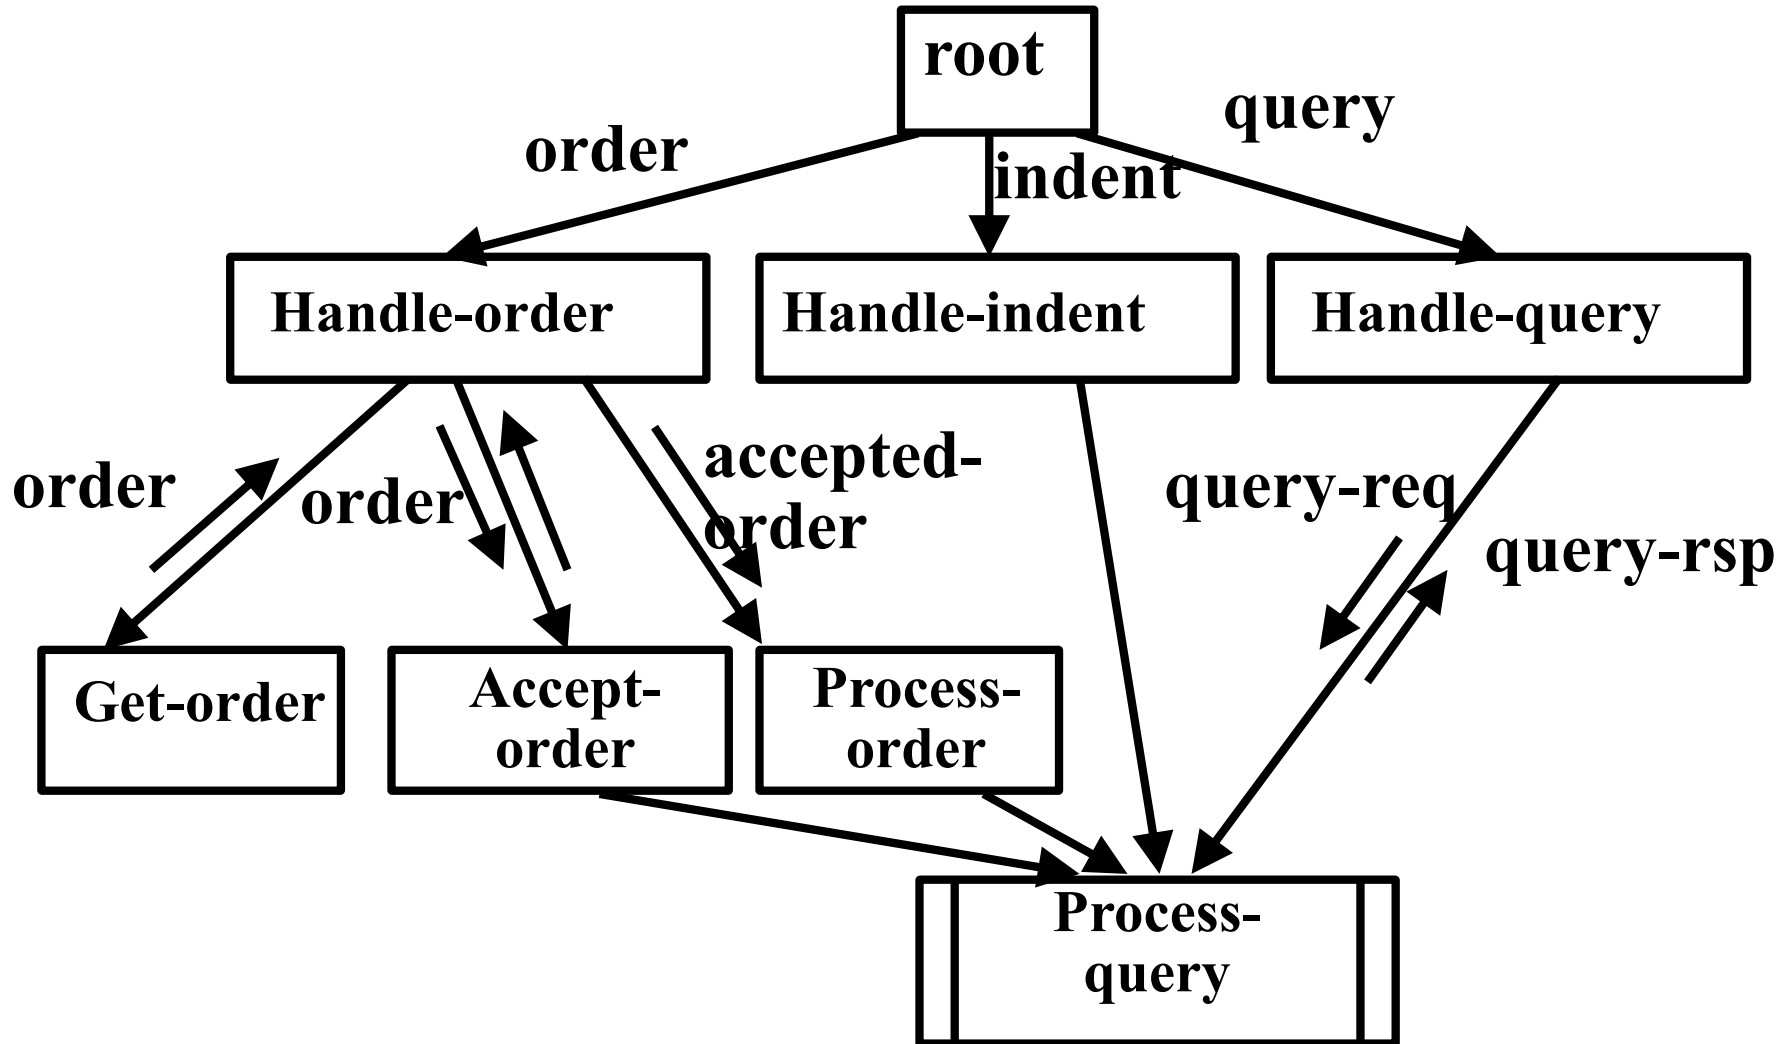 root
query
order
indent
Handle-order
Handle-indent
Handle-query
order
order
accepted-
order
query-req
query-rsp
Get-order
Accept-
order
Process-
order
Process-
query